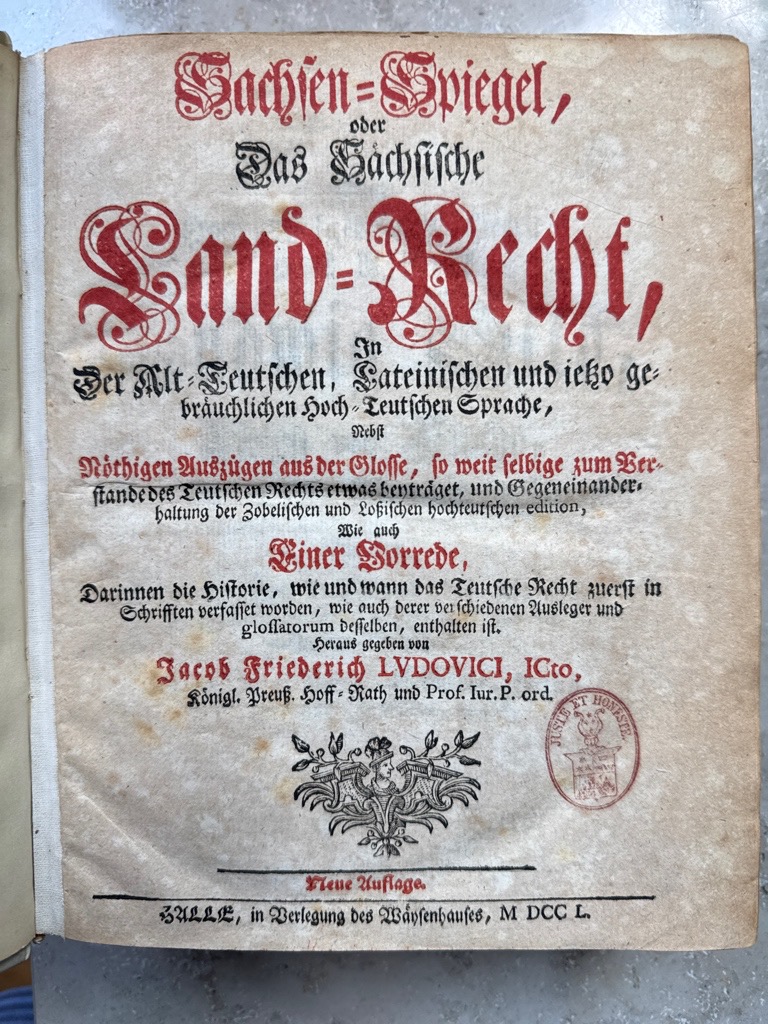 Sachſen-Spiegel,
oder
Das Sächſiſche
Land-Recht,
In
Der Alt-Teutſchen, Lateiniſchen und ietzo ge-
bräuchlichen Hoch-Teutſchen Sprache,
Nebſt
Nöthigen Auszügen aus der Gloſſe, ſo weit ſelbige zum Ver-
ſtande des Teutſchen Rechts etwas beyträget, und Gegeneinander-
haltung der Zobeliſchen und Loßiſchen hochteutſchen edition,
Wie auch
Einer Vorrede,
Darinnen die Hiſtorie, wie und wann das Teutſche Recht zuerſt in
Schrifften verfaſſet worden, wie auch derer verſchiedenen Ausleger und
gloſſatorum deſſelben, enthalten iſt.
Heraus gegeben von
Jacob Friederich LVDOVICI, ICto,
Königl. Preuß. Hoff-Rath und Prof. Iur. P. ord.
JUSTE ET HONESTE.
Neue Auflage.
HALLE, in Verlegung des Wäyſenhauſes, M DCC L.